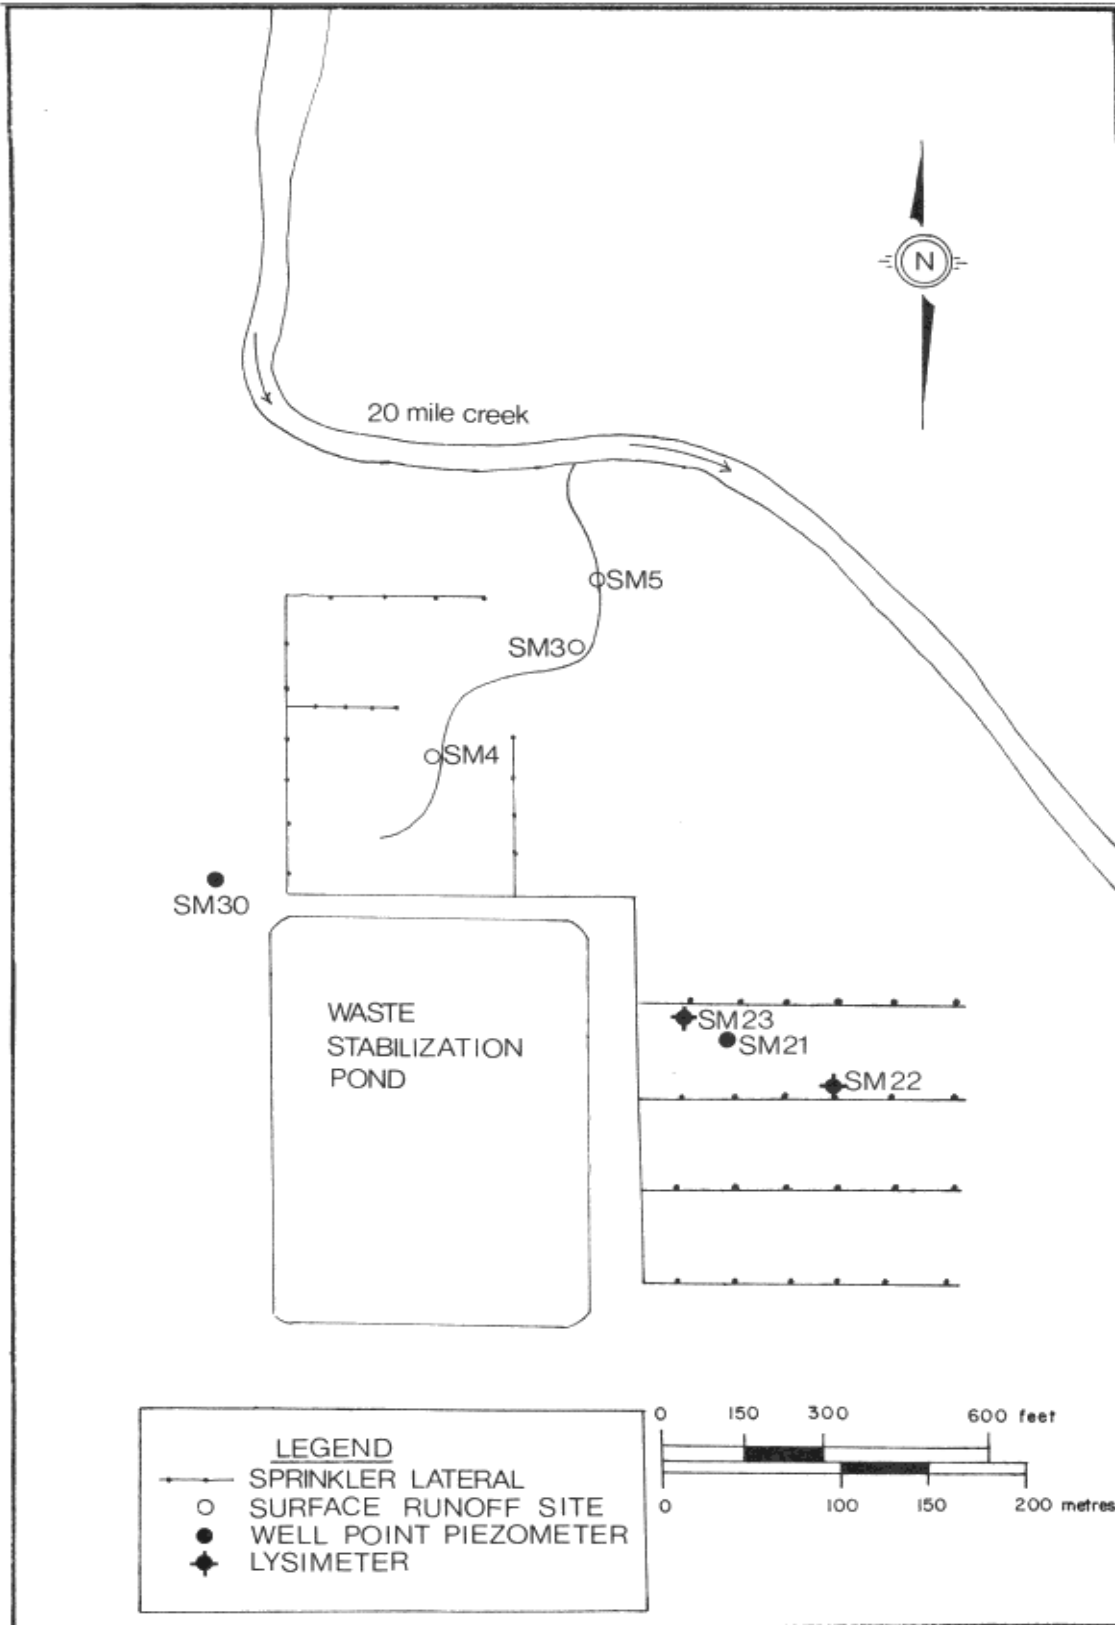 N
20 mile creek
SM5
SM3
SM4
SM30
WASTE
STABILIZATION
POND
SM23
SM21
SM22
LEGEND
SPRINKLER LATERAL
SURFACE RUNOFF SITE
WELL POINT PIEZOMETER
LYSIMETER
0 150 300 600 feet
0 100 150 200 metres